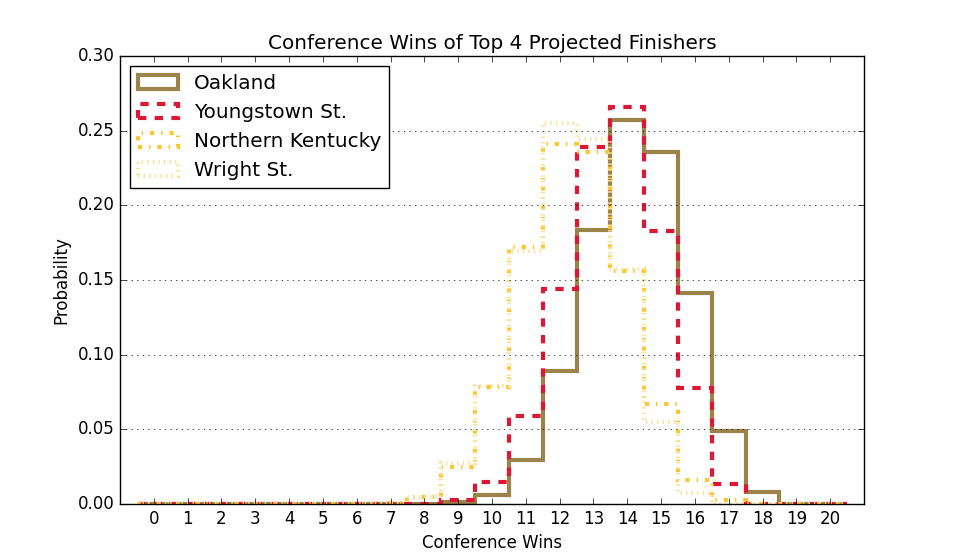 Conference Wins of Top 4 Projected Finishers
0.30
0.25
0.20
0.15
0.10
0.05
0.00
Probability
Oakland
Youngstown St.
Northern Kentucky
Wright St.
0 1 2 3 4 5 6 7 8 9 10 11 12 13 14 15 16 17 18 19 20
Conference Wins